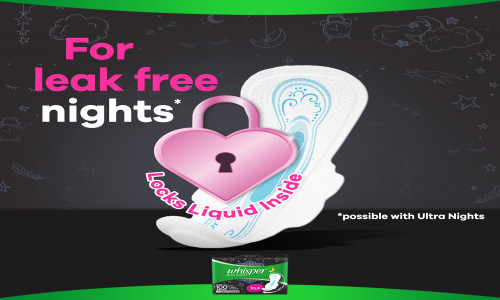 For
leak free
nights*
Locks Liquid Inside
*possible with Ultra Nights
whisper